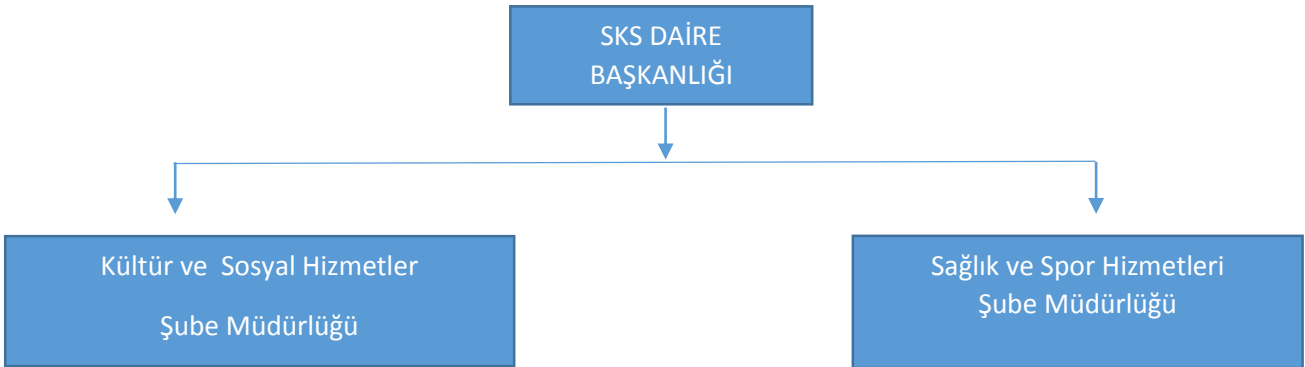 SKS DAİRE
BAŞKANLIĞI
Kültür ve Sosyal Hizmetler
Şube Müdürlüğü
Sağlık ve Spor Hizmetleri
Şube Müdürlüğü